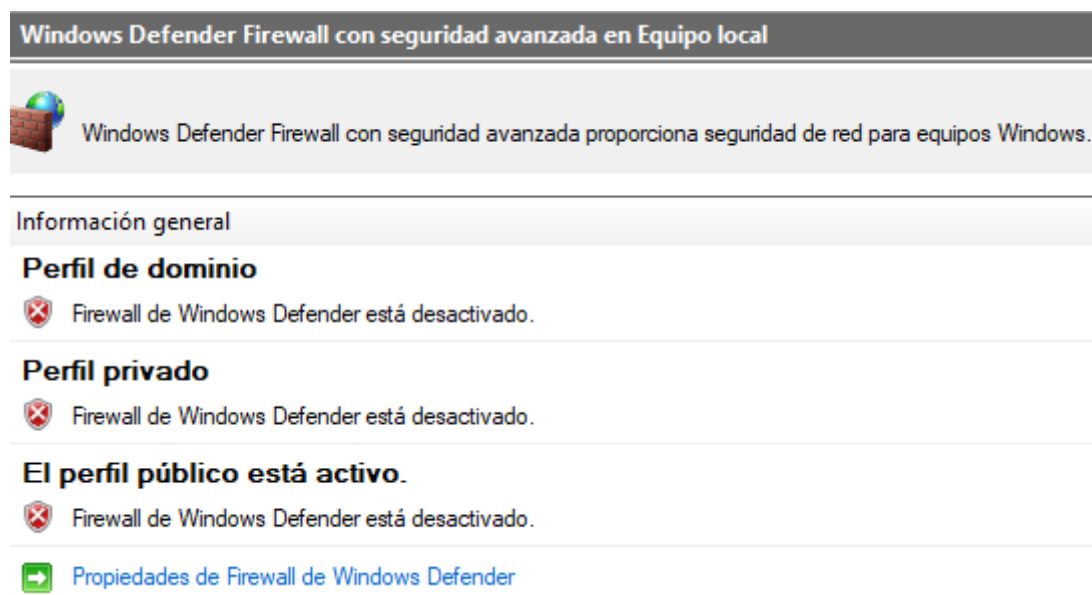 Windows Defender Firewall con seguridad avanzada en Equipo local
Windows Defender Firewall con seguridad avanzada proporciona seguridad de red para equipos Windows.
Información general
Perfil de dominio
Firewall de Windows Defender está desactivado.
Perfil privado
Firewall de Windows Defender está desactivado.
El perfil público está activo.
Firewall de Windows Defender está desactivado.
Propiedades de Firewall de Windows Defender